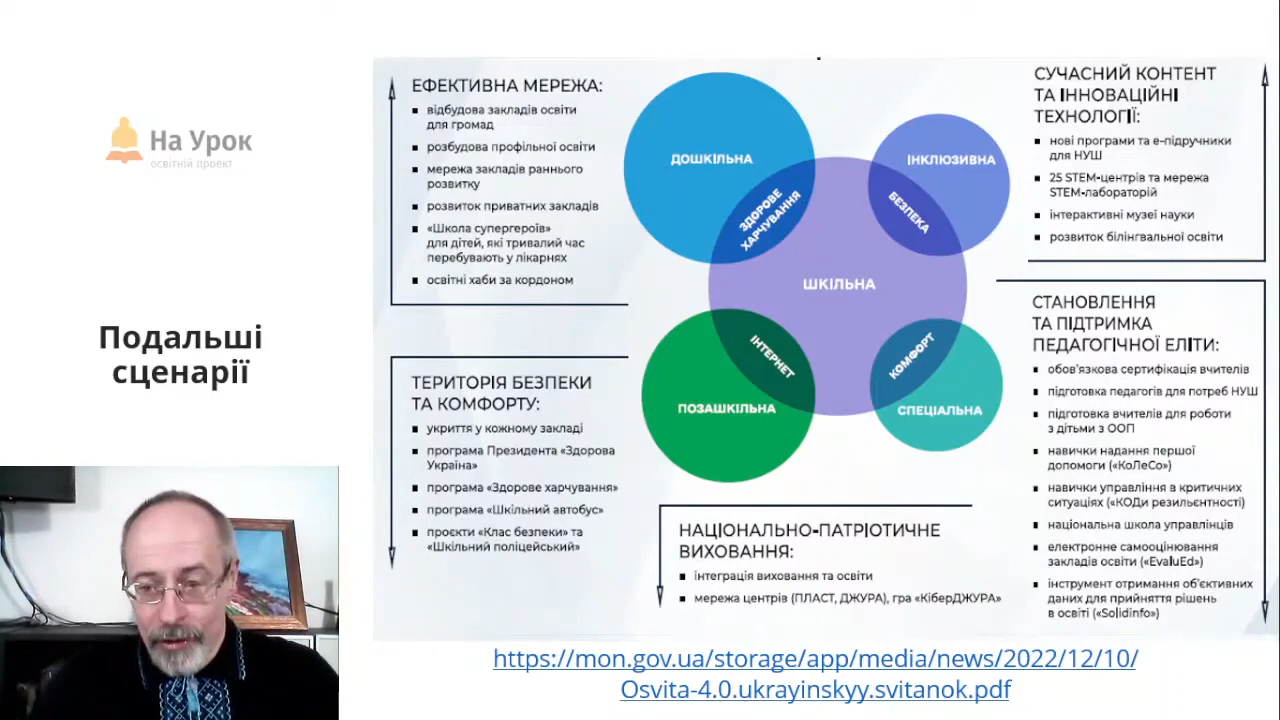 На Урок
освітній проект
Подальші
сценарії
ЕФЕКТИВНА МЕРЕЖА:
▪ відбудова закладів освіти
для громад
▪ розбудова профільної освіти
▪ мережа закладів раннього
розвитку
▪ розвиток приватних закладів
▪ «Школа супергероїв»
для дітей, які тривалий час
перебувають у лікарнях
▪ освітні хаби за кордоном
ТЕРИТОРІЯ БЕЗПЕКИ
ТА КОМФОРТУ:
▪ укриття у кожному закладі
▪ програма Президента «Здорова
Україна»
▪ програма «Здорове харчування»
▪ програма «Шкільний автобус»
▪ проєкти «Клас безпеки» та
«Шкільний поліцейський»
ДОШКІЛЬНА
ЗДОРОВЕ
ХАРЧУВАННЯ
ІНКЛЮЗИВНА
БЕЗПЕКА
ШКІЛЬНА
ІНТЕРНЕТ
ПОЗАШКІЛЬНА
КОМФОРТ
СПЕЦІАЛЬНА
НАЦІОНАЛЬНО-ПАТРІОТИЧНЕ
ВИХОВАННЯ:
▪ інтеграція виховання та освіти
▪ мережа центрів (ПЛАСТ, ДЖУРА), гра «КіберДЖУРА»
СУЧАСНИЙ КОНТЕНТ
ТА ІННОВАЦІЙНІ
ТЕХНОЛОГІЇ:
▪ нові програми та е-підручники
для НУШ
▪ 25 STEM-центрів та мережа
STEM-лабораторій
▪ інтерактивні музеї науки
▪ розвиток білінгвальної освіти
СТАНОВЛЕННЯ
ТА ПІДТРИМКА
ПЕДАГОГІЧНОЇ ЕЛІТИ:
▪ обов'язкова сертифікація вчителів
▪ підготовка педагогів для потреб НУШ
▪ підготовка вчителів для роботи
з дітьми з ООП
▪ навички надання першої
допомоги («КоЛеСо»)
▪ навички управління в критичних
ситуаціях («КОДи резильєнтності)
▪ національна школа управлінців
▪ електронне самооцінювання
закладів освіти («EvaluEd»)
▪ інструмент отримання об'єктивних
даних для прийняття рішень
в освіті («Solidinfo»)
https://mon.gov.ua/storage/app/media/news/2022/12/10/
Osvita-4.0.ukrayinskyy.svitanok.pdf